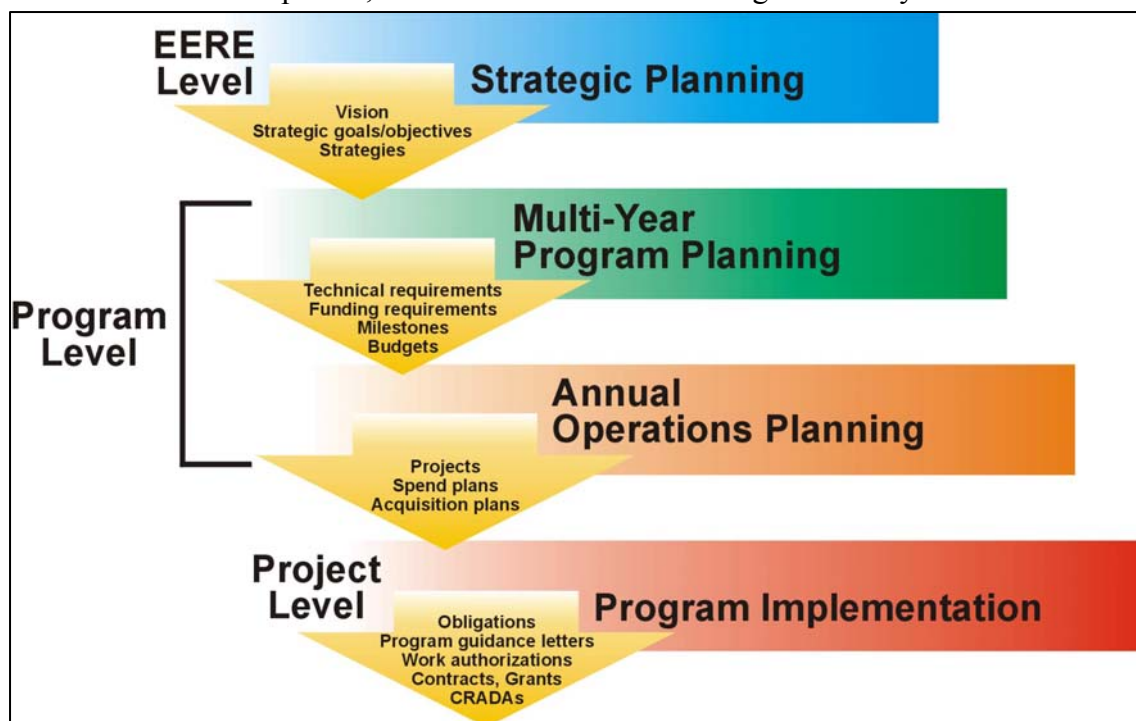 EERE
Level
Strategic Planning
Vision
Strategic goals/objectives
Strategies
Program
Level
Multi-Year
Program Planning
Technical requirements
Funding requirements
Milestones
Budgets
Annual
Operations Planning
Projects
Spend plans
Acquisition plans
Project
Level
Program Implementation
Obligations
Program guidance letters
Work authorizations
Contracts, Grants
CRADAs